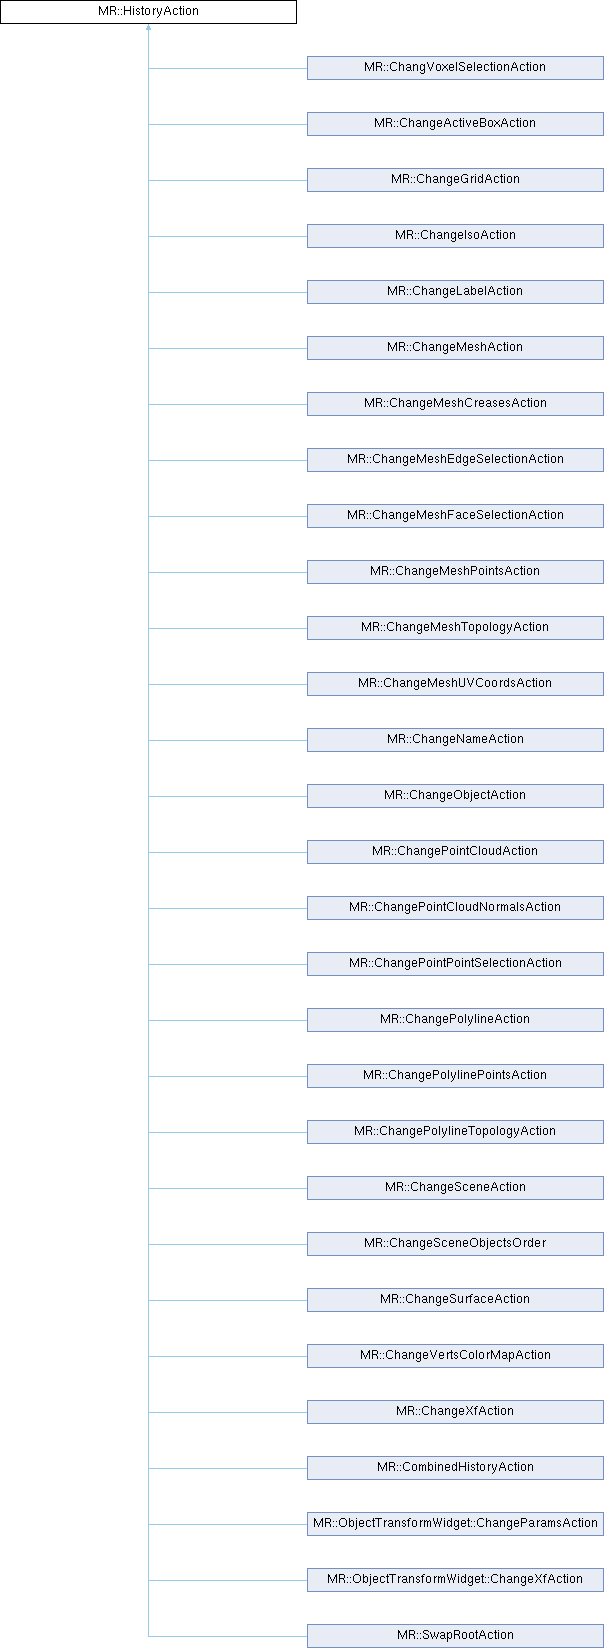 MR::HistoryAction
MR::ChangVoxelSelectionAction
MR::ChangeActiveBoxAction
MR::ChangeGridAction
MR::ChangeIsoAction
MR::ChangeLabelAction
MR::ChangeMeshAction
MR::ChangeMeshCreasesAction
MR::ChangeMeshEdgeSelectionAction
MR::ChangeMeshFaceSelectionAction
MR::ChangeMeshPointsAction
MR::ChangeMeshTopologyAction
MR::ChangeMeshUVCoordsAction
MR::ChangeNameAction
MR::ChangeObjectAction
MR::ChangePointCloudAction
MR::ChangePointCloudNormalsAction
MR::ChangePointPointSelectionAction
MR::ChangePolylineAction
MR::ChangePolylinePointsAction
MR::ChangePolylineTopologyAction
MR::ChangeSceneAction
MR::ChangeSceneObjectsOrder
MR::ChangeSurfaceAction
MR::ChangeVertsColorMapAction
MR::ChangeXfAction
MR::CombinedHistoryAction
MR::ObjectTransformWidget::ChangeParamsAction
MR::ObjectTransformWidget::ChangeXfAction
MR::SwapRootAction